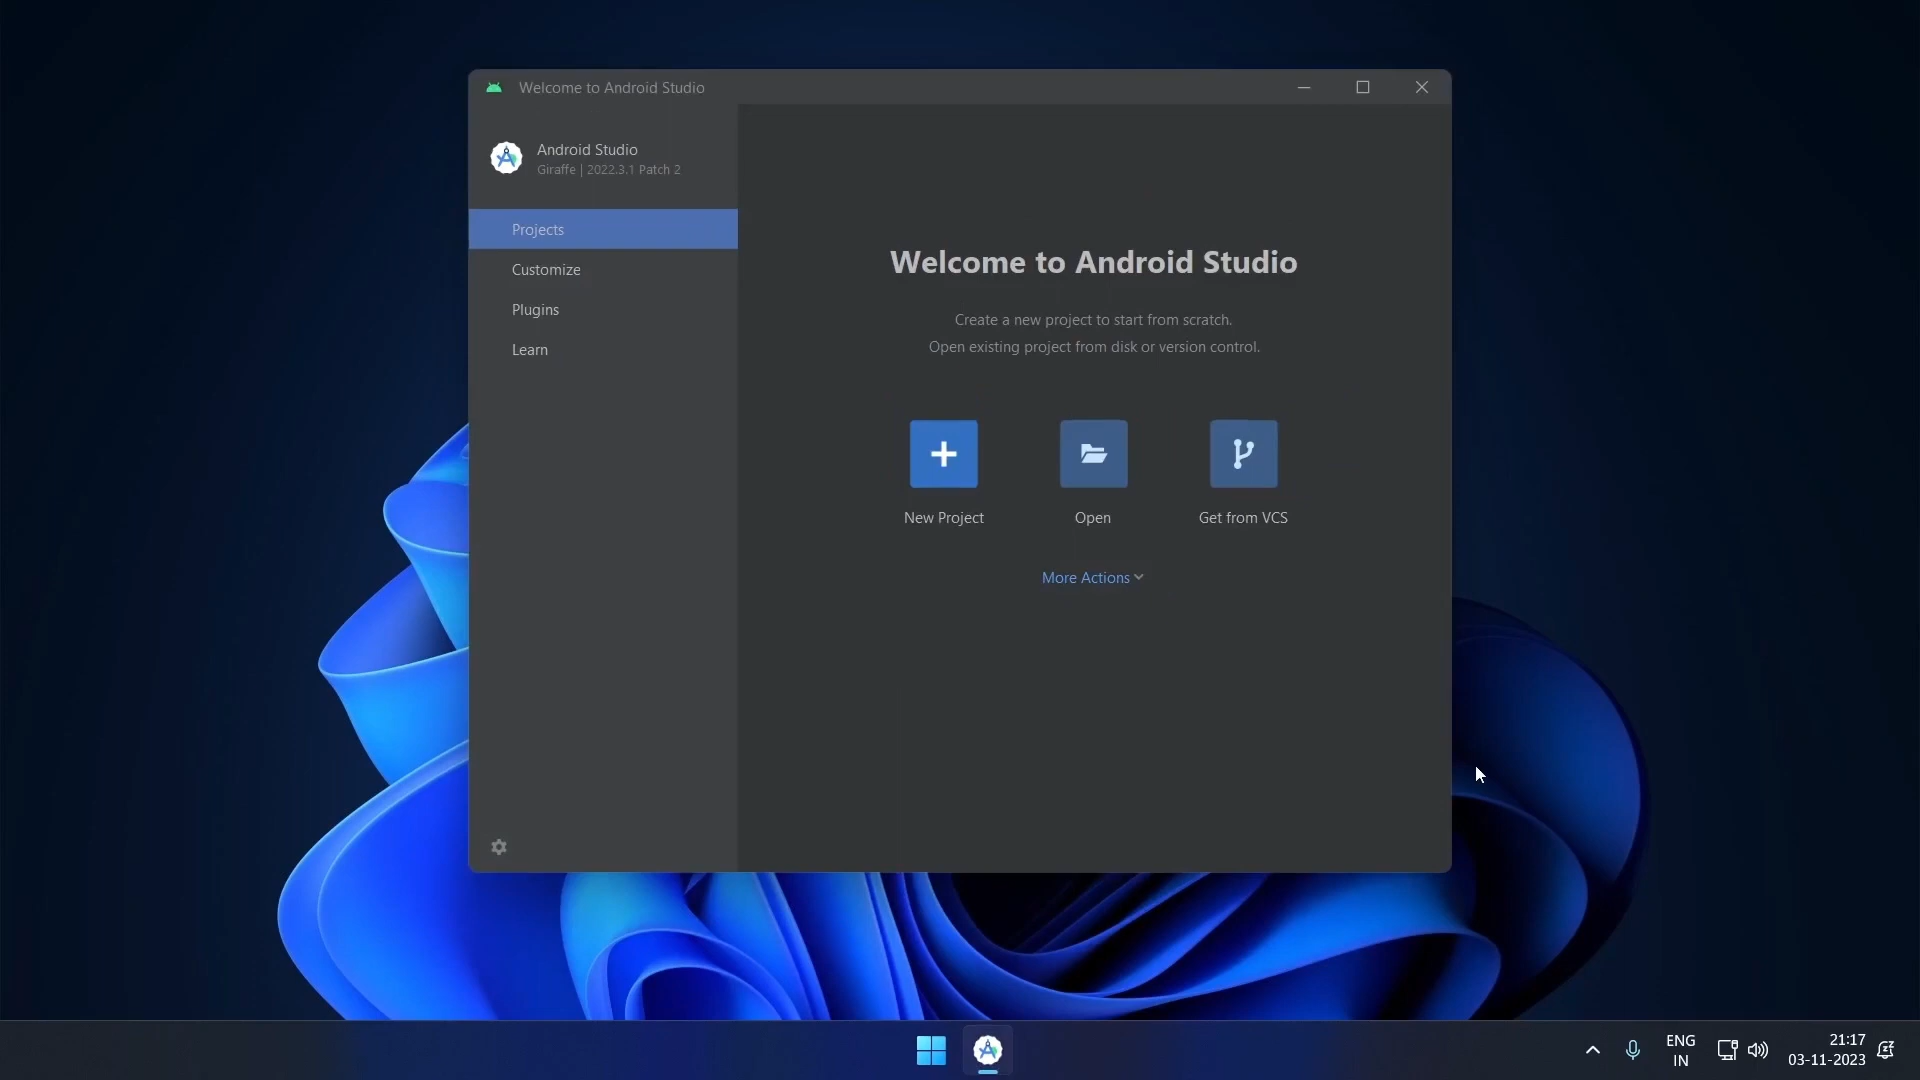 Welcome to Android Studio
Android Studio
Giraffe | 2022.3.1 Patch 2
Projects
Customize
Plugins
Learn
Welcome to Android Studio
Create a new project to start from scratch.
Open existing project from disk or version control.
New Project
Open
Get from VCS
More Actions
ENG
IN
21:17
03-11-2023